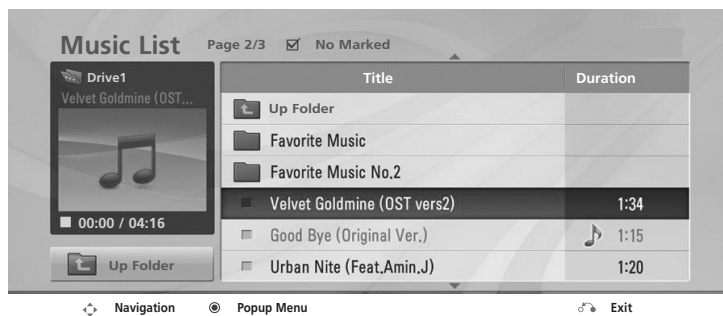 Music List Page 2/3 No Marked
Drive1
Velvet Goldmine (OST...
00:00 / 04:16
Up Folder
Title Duration
Up Folder
Favorite Music
Favorite Music No.2
Velvet Goldmine (OST vers2) 1:34
Good Bye (Original Ver.) 1:15
Urban Nite (Feat.Amin.J) 1:20
Navigation Popup Menu Exit